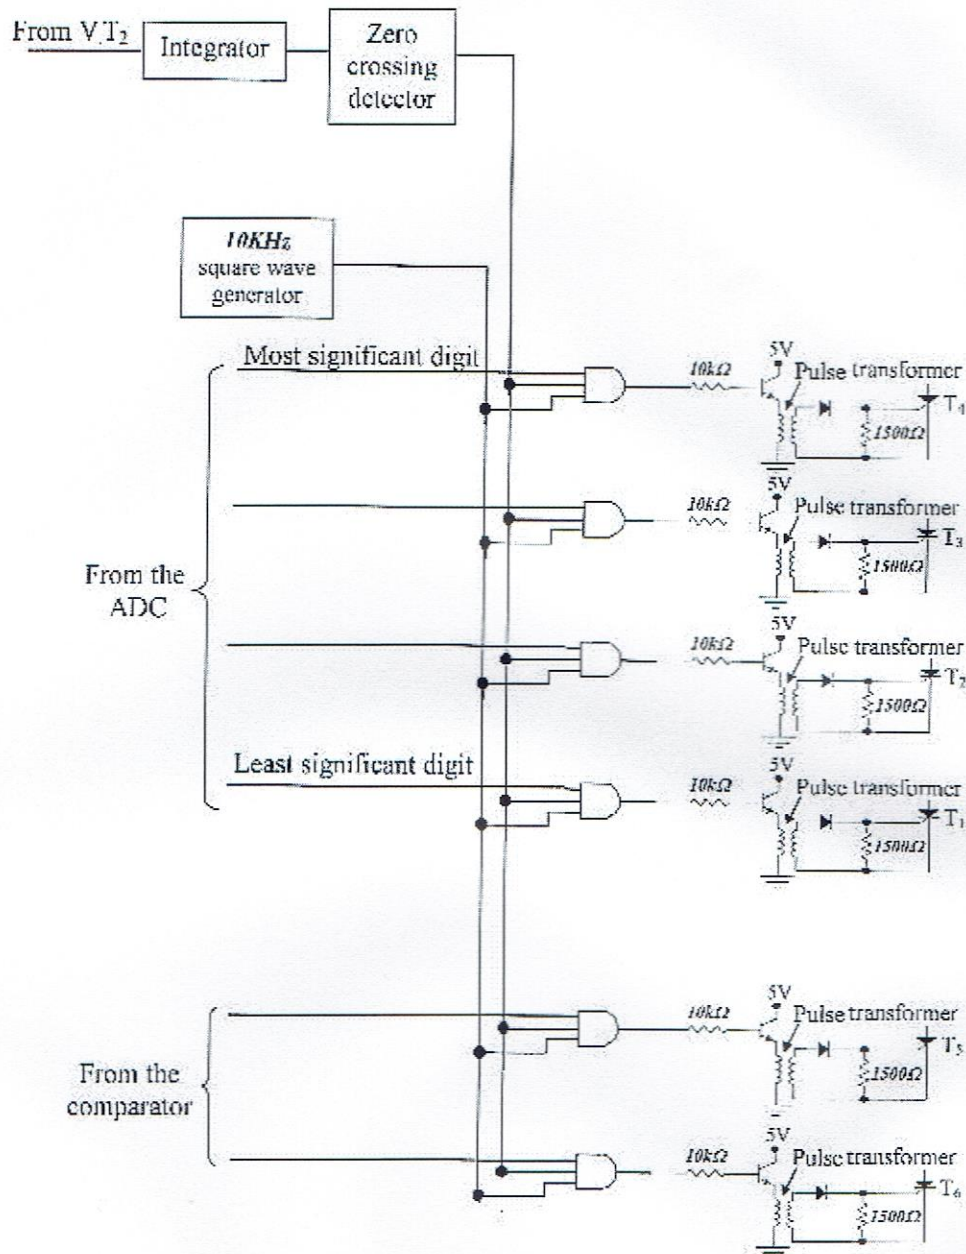 From V.T₂
Integrator
Zero
crossing
detector
10KHz
square wave
generator
Most significant digit
10kΩ
5V
Pulse transformer
T₄
1500Ω
10kΩ
5V
Pulse transformer
T₃
1500Ω
From the
ADC
10kΩ
5V
Pulse transformer
T₂
1500Ω
Least significant digit
10kΩ
5V
Pulse transformer
T₁
1500Ω
10kΩ
5V
Pulse transformer
T₅
1500Ω
From the
comparator
10kΩ
5V
Pulse transformer
T₆
1500Ω